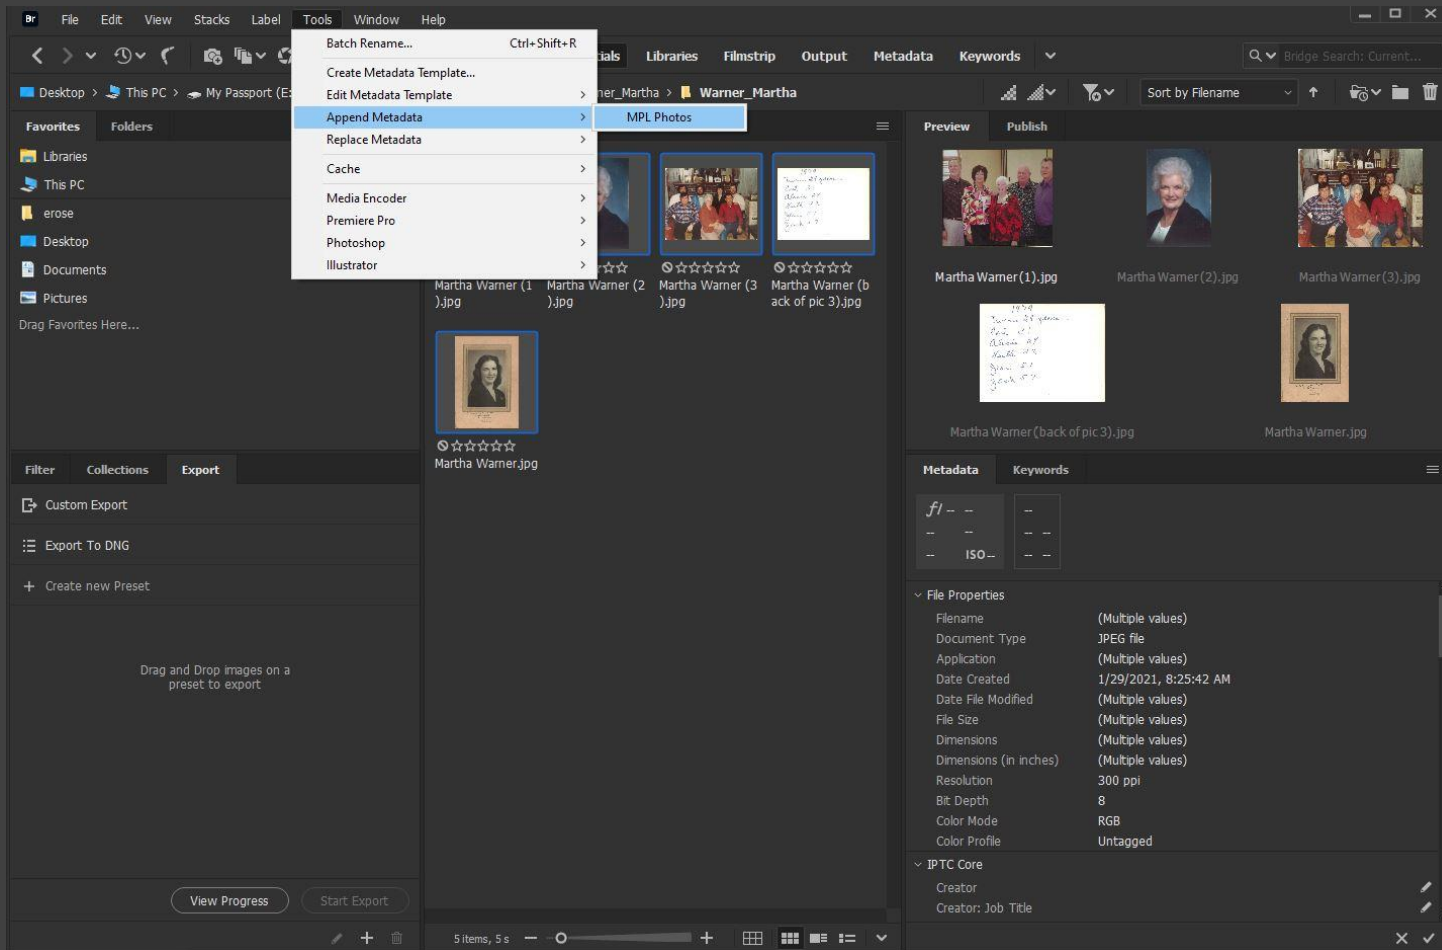 Br File Edit View Stacks Label Tools Window Help
Batch Rename... Ctrl+Shift+R
Create Metadata Template...
Edit Metadata Template
Append Metadata
MPL Photos
Replace Metadata
Cache
Media Encoder
Premiere Pro
Photoshop
Illustrator
Libraries Filmstrip Output Metadata Keywords
Bridge Search: Current...
Desktop > This PC > My Passport (E:
ner_Martha > Warner_Martha
Sort by Filename
Favorites Folders
Libraries
This PC
erose
Desktop
Documents
Pictures
Drag Favorites Here...
Martha Warner (1
).jpg
Martha Warner (2
).jpg
Martha Warner (3
).jpg
Martha Warner (b
ack of pic 3).jpg
Martha Warner.jpg
Preview Publish
Martha Warner (1).jpg
Martha Warner (2).jpg
Martha Warner (3).jpg
Martha Warner (back of pic 3).jpg
Martha Warner.jpg
Filter Collections Export
Custom Export
Export To DNG
+ Create new Preset
Drag and Drop images on a
preset to export
View Progress Start Export
5 items, 5 s
Metadata Keywords
f/ -- --
-- --
-- ISO --
--
-- --
-- --
File Properties
Filename (Multiple values)
Document Type JPEG file
Application (Multiple values)
Date Created 1/29/2021, 8:25:42 AM
Date File Modified (Multiple values)
File Size (Multiple values)
Dimensions (Multiple values)
Dimensions (in inches) (Multiple values)
Resolution 300 ppi
Bit Depth 8
Color Mode RGB
Color Profile Untagged
IPTC Core
Creator
Creator: Job Title